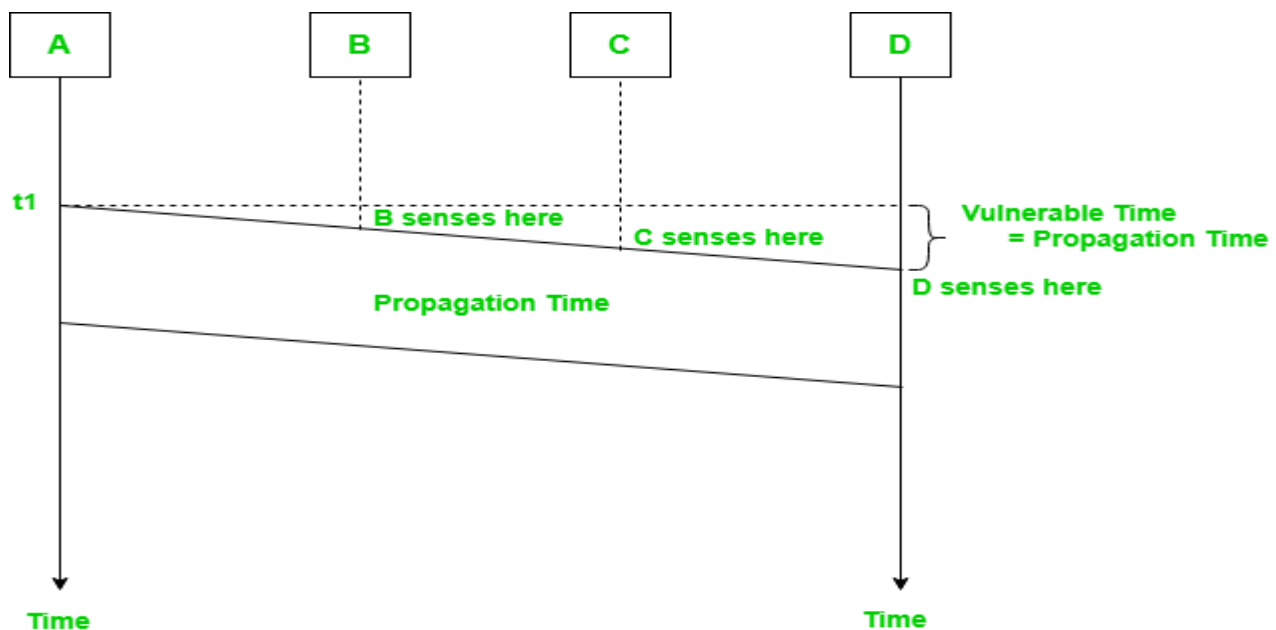 A
B
C
D
t1
B senses here
C senses here
Vulnerable Time
= Propagation Time
D senses here
Propagation Time
Time
Time